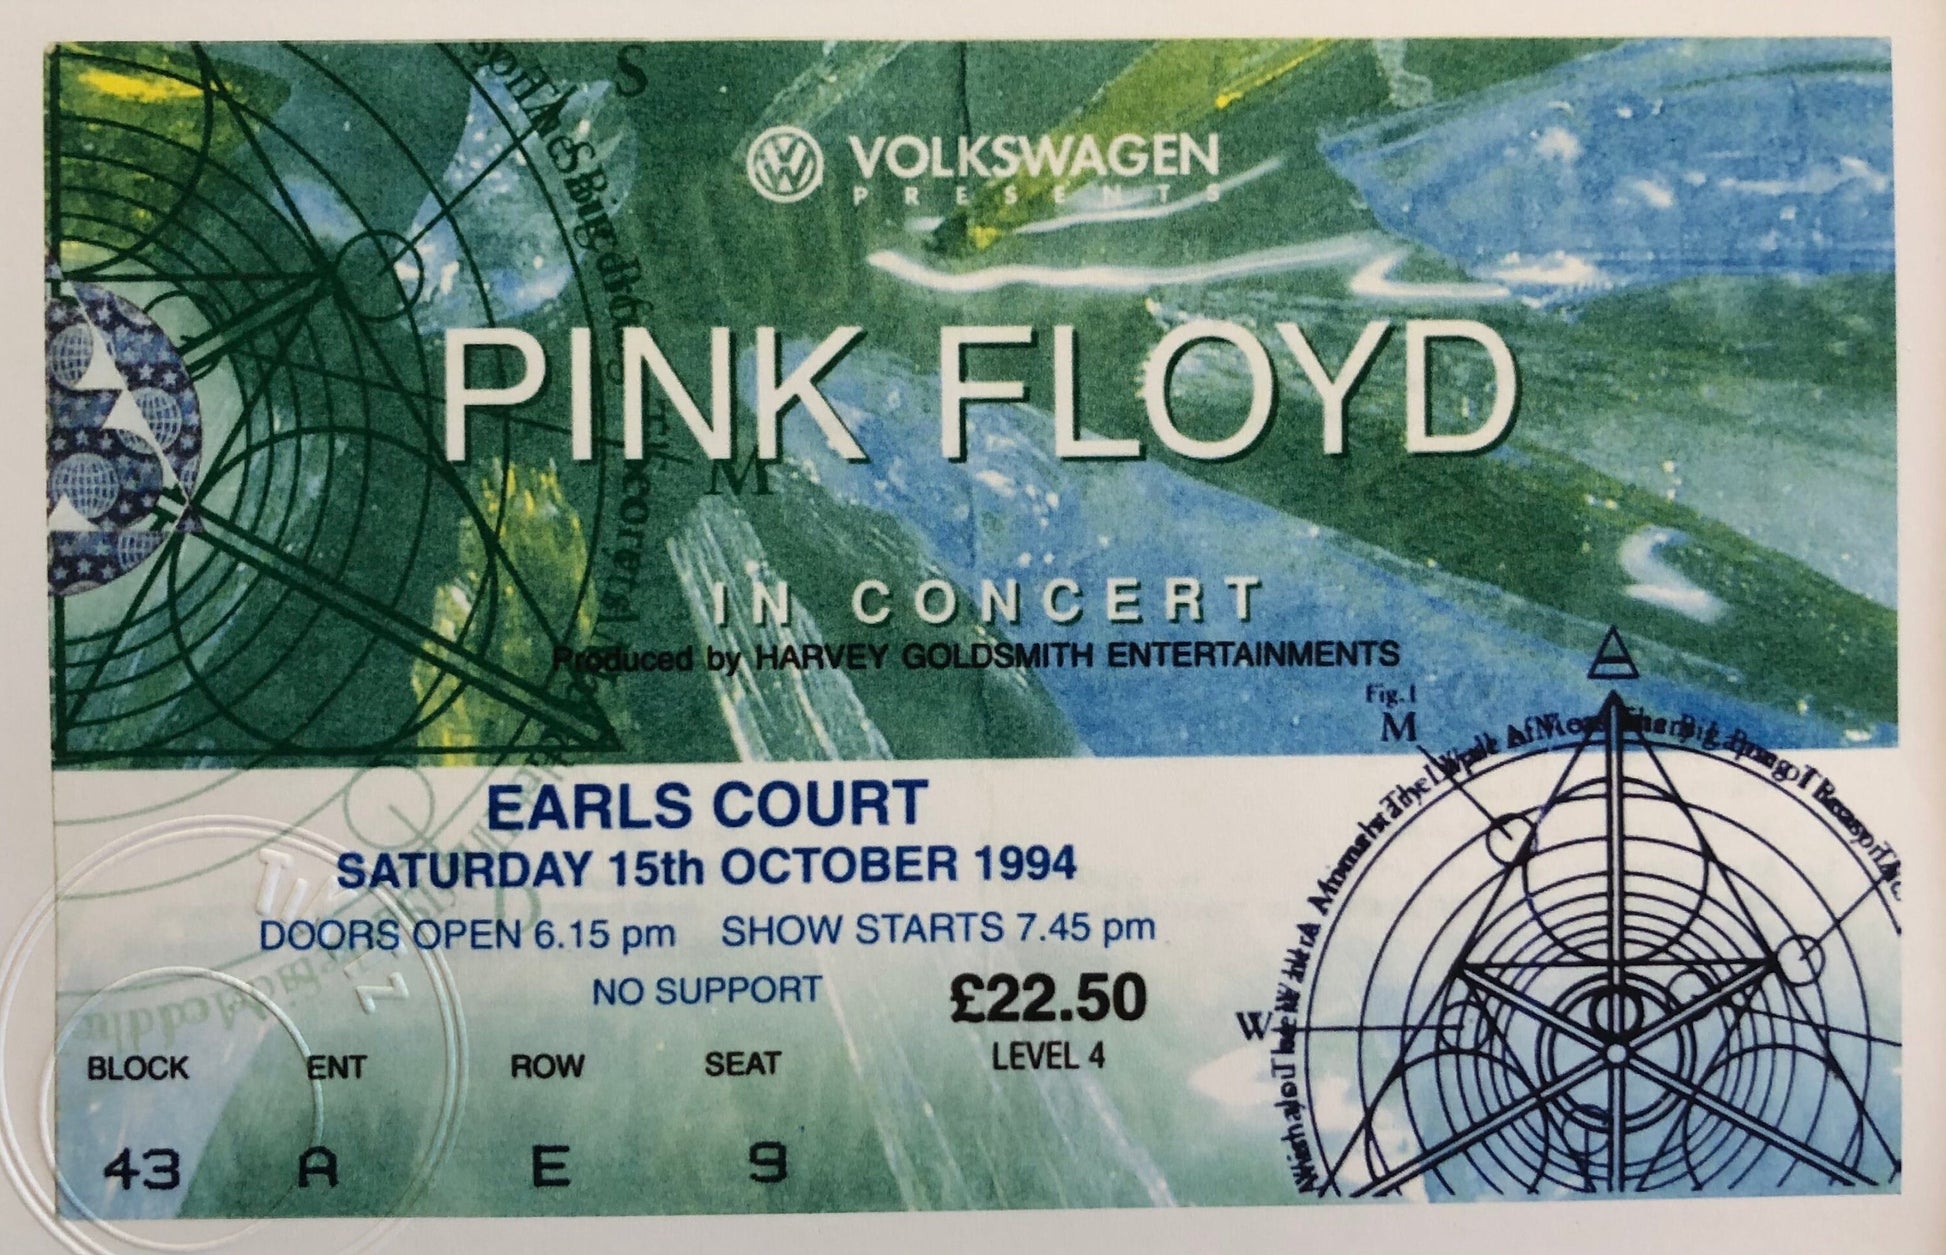 VOLKSWAGEN
PRESENTS
PINK FLOYD
IN CONCERT
Produced by HARVEY GOLDSMITH ENTERTAINMENTS
Fig.1
M
S
M
W
EARLS COURT
SATURDAY 15th OCTOBER 1994
DOORS OPEN 6.15 pm SHOW STARTS 7.45 pm
NO SUPPORT £22.50
LEVEL 4
BLOCK ENT ROW SEAT
43 A E 9